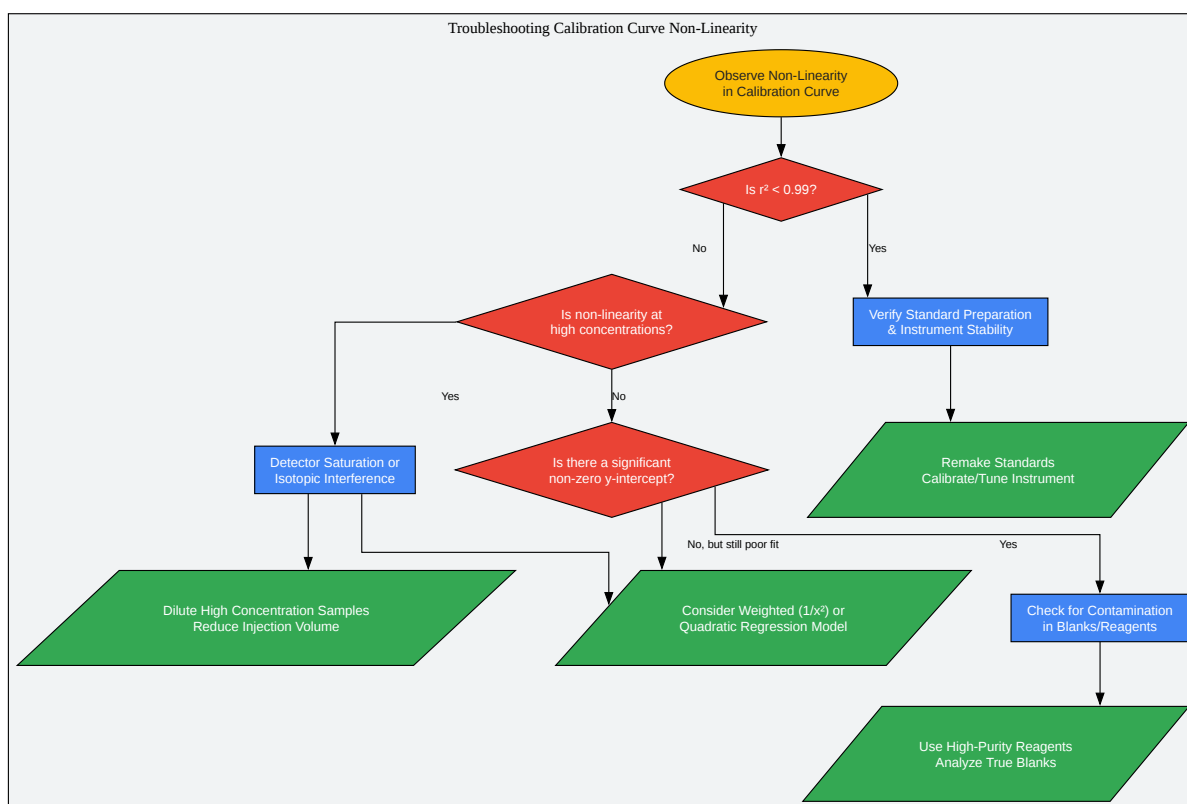 Troubleshooting Calibration Curve Non-Linearity
Observe Non-Linearity
in Calibration Curve
Is r² < 0.99?
No
Yes
Is non-linearity at
high concentrations?
Verify Standard Preparation
& Instrument Stability
Yes
No
Detector Saturation or
Isotopic Interference
Is there a significant
non-zero y-intercept?
Remake Standards
Calibrate/Tune Instrument
No, but still poor fit
Yes
Dilute High Concentration Samples
Reduce Injection Volume
Consider Weighted (1/x²) or
Quadratic Regression Model
Check for Contamination
in Blanks/Reagents
Use High-Purity Reagents
Analyze True Blanks